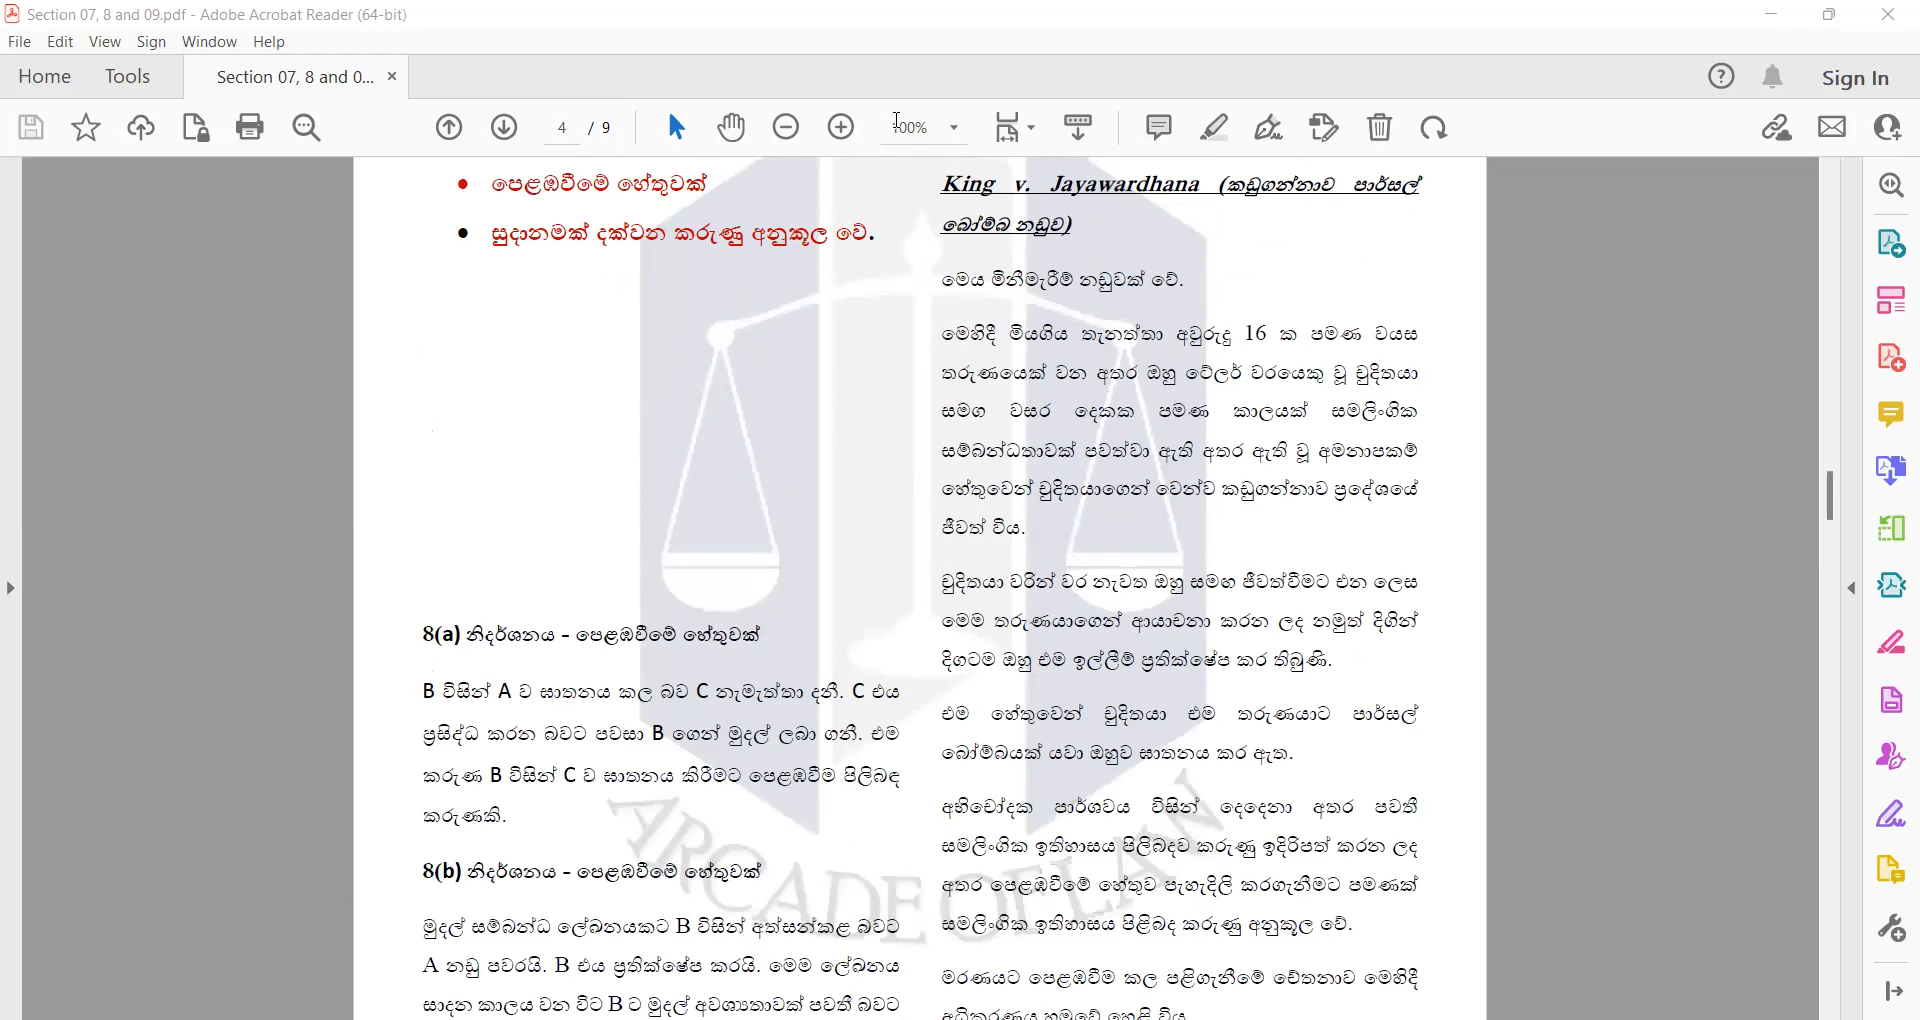 Section 07, 8 and 09.pdf - Adobe Acrobat Reader (64-bit)
File Edit View Sign Window Help
Home Tools Section 07, 8 and 0... × Sign In
4 / 9 100%
• පෙළඹවීමේ හේතුවක්
• සූදානමක් දක්වන කරුණු අනුකූල වේ.
8(a) නිදර්ශනය - පෙළඹවීමේ හේතුවක්
B විසින් A ව ඝාතනය කල බව C නැමැත්තා දනී. C එය
ප්‍රසිද්ධ කරන බවට පවසා B ගෙන් මුදල් ලබා ගනී. එම
කරුණ B විසින් C ව ඝාතනය කිරීමට පෙළඹවීම පිලිබඳ
කරුණකි.
8(b) නිදර්ශනය - පෙළඹවීමේ හේතුවක්
මුදල් සම්බන්ධ ලේඛනයකට B විසින් අත්සන්කළ බවට
A නඩු පවරයි. B එය ප්‍රතික්ෂේප කරයි. මෙම ලේඛනය
සාදන කාලය වන විට B ට මුදල් අවශ්‍යතාවක් පවතී බවට
King v. Jayawardhana (කඩුගන්නාව පාර්සල්
බෝම්බ නඩුව)
මෙය මිනීමැරීම් නඩුවක් වේ.
මෙහිදී මියගිය තැනත්තා අවුරුදු 16 ක පමණ වයස
තරුණයෙක් වන අතර ඔහු ටේලර් වරයෙකු වූ චුදිතයා
සමග වසර දෙකක පමණ කාලයක් සමලිංගික
සම්බන්ධතාවක් පවත්වා ඇති අතර ඇති වූ අමනාපකම්
හේතුවෙන් චුදිතයාගෙන් වෙන්ව කඩුගන්නාව ප්‍රදේශයේ
ජීවත් විය.
චුදිතයා වරින් වර නැවත ඔහු සමඟ ජීවත්වීමට එන ලෙස
මෙම තරුණයාගෙන් ආයාචනා කරන ලද නමුත් දිගින්
දිගටම ඔහු එම ඉල්ලීම් ප්‍රතික්ෂේප කර තිබුණි.
එම හේතුවෙන් චුදිතයා එම තරුණයාට පාර්සල්
බෝම්බයක් යවා ඔහුව ඝාතනය කර ඇත.
අභිචෝදක පාර්ශවය විසින් දෙදෙනා අතර පවතී
සමලිංගික ඉතිහාසය පිලිබදව කරුණු ඉදිරිපත් කරන ලද
අතර පෙළඹවීමේ හේතුව පැහැදිලි කරගැනීමට පමණක්
සමලිංගික ඉතිහාසය පිළිබද කරුණු අනුකූල වේ.
මරණයට පෙළඹවීම කල පළිගැනීමේ චේතනාව මෙහිදී
අධිකරණය හමුවේ හෙළි විය.
ARCADE OF LAW